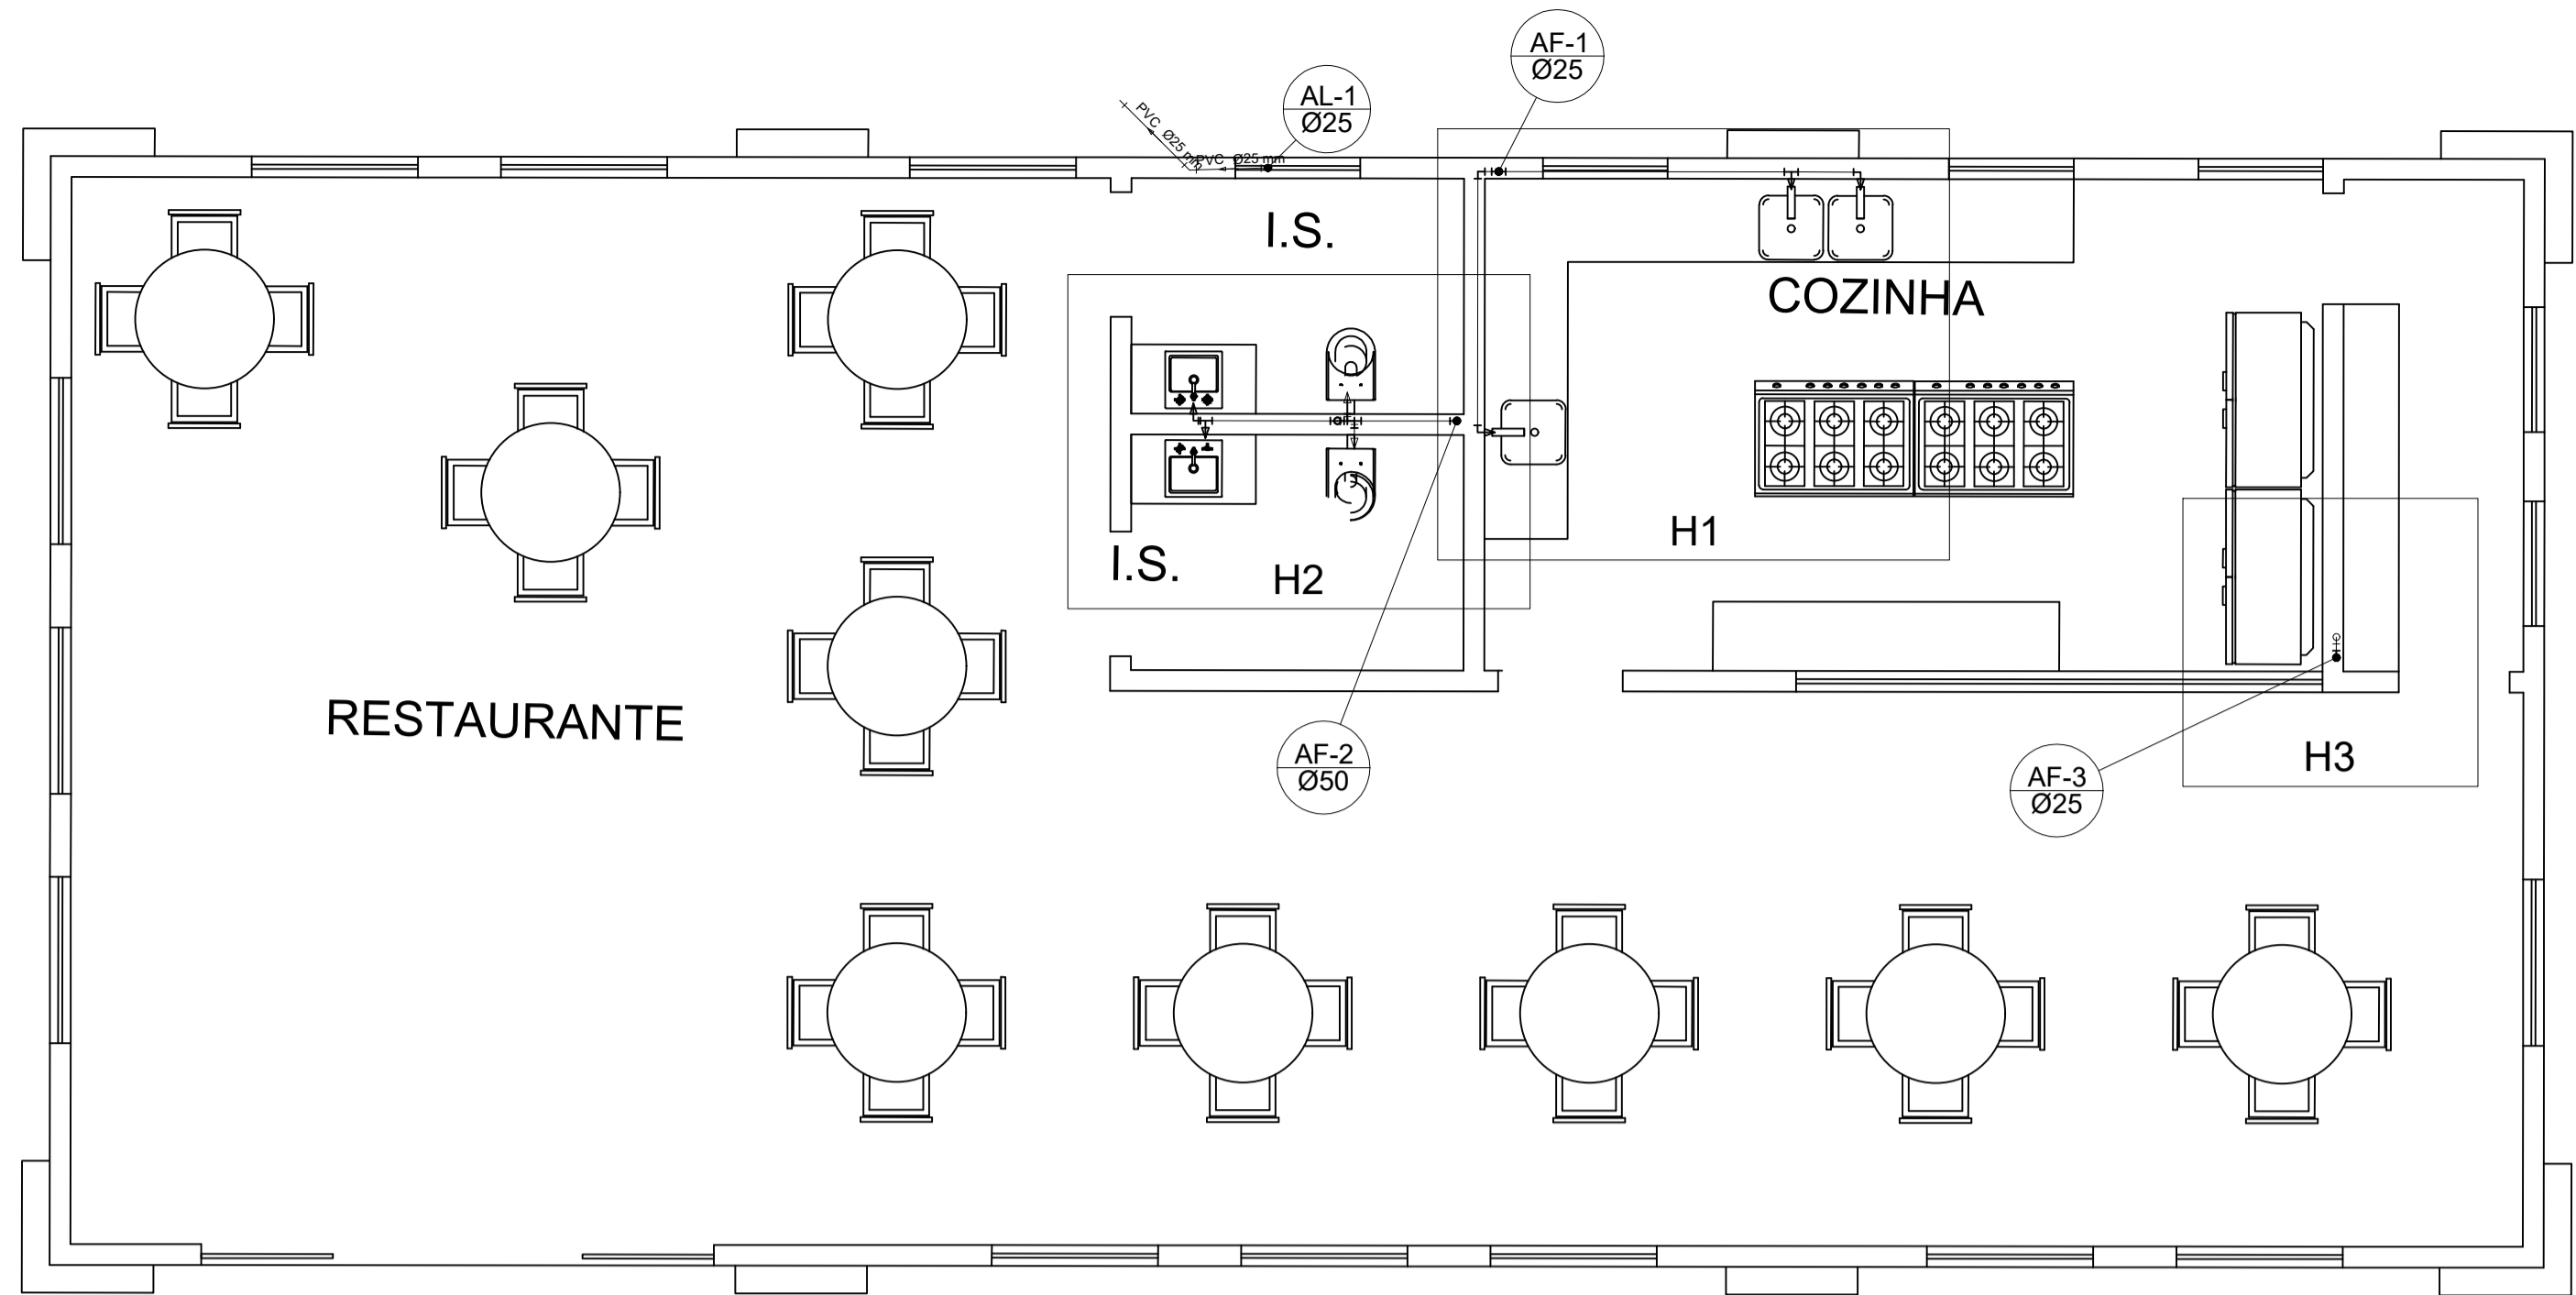 AF-1
Ø25
AL-1
Ø25
PVC Ø25 mm
PVC Ø25 mm
I.S.
COZINHA
H1
I.S.
H2
RESTAURANTE
AF-2
Ø50
H3
AF-3
Ø25